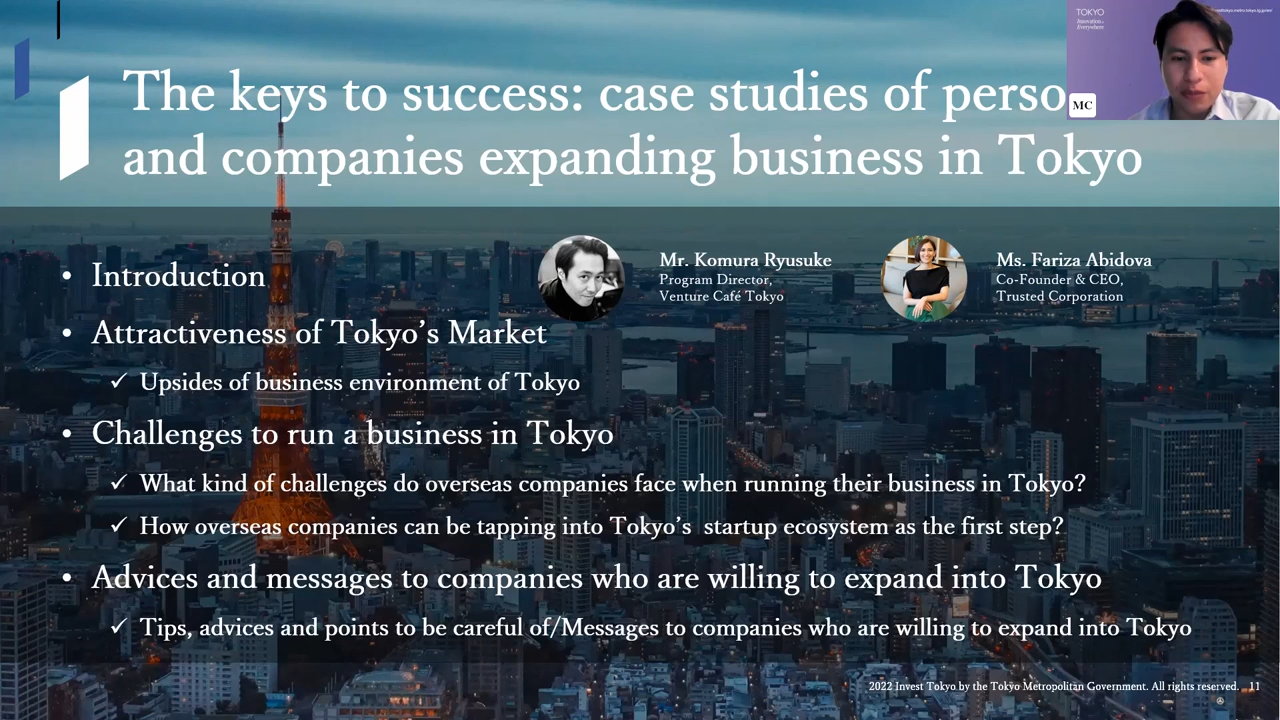 The keys to success: case studies of perso
and companies expanding business in Tokyo
TOKYO
Innovation
Everywhere
MC
• Introduction
Mr. Komura Ryusuke
Program Director,
Venture Café Tokyo
Ms. Fariza Abidova
Co-Founder & CEO,
Trusted Corporation
• Attractiveness of Tokyo’s Market
✓ Upsides of business environment of Tokyo
• Challenges to run a business in Tokyo
✓ What kind of challenges do overseas companies face when running their business in Tokyo?
✓ How overseas companies can be tapping into Tokyo’s startup ecosystem as the first step?
• Advices and messages to companies who are willing to expand into Tokyo
✓ Tips, advices and points to be careful of/Messages to companies who are willing to expand into Tokyo
2022 Invest Tokyo by the Tokyo Metropolitan Government. All rights reserved. 11